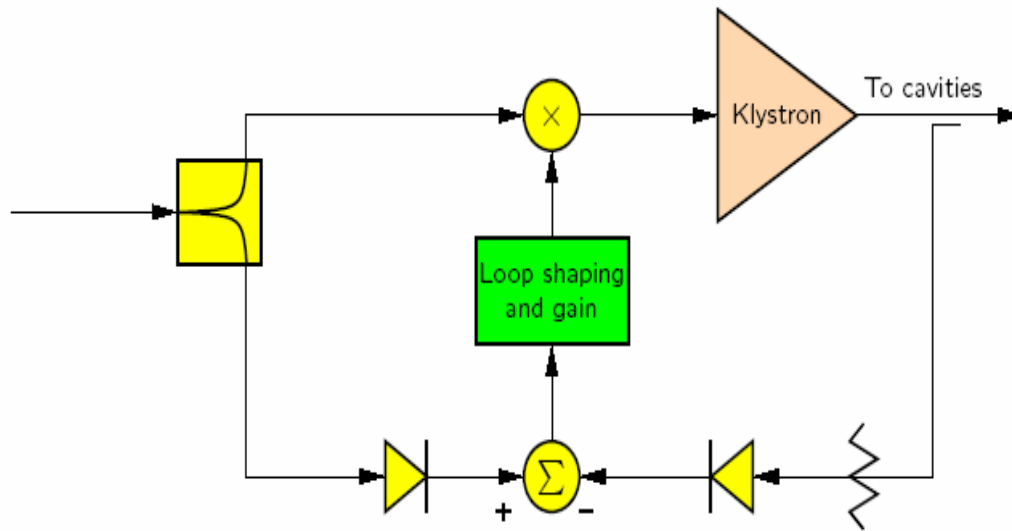 To cavities
×
Klystron
Loop shaping
and gain
Σ
+ -